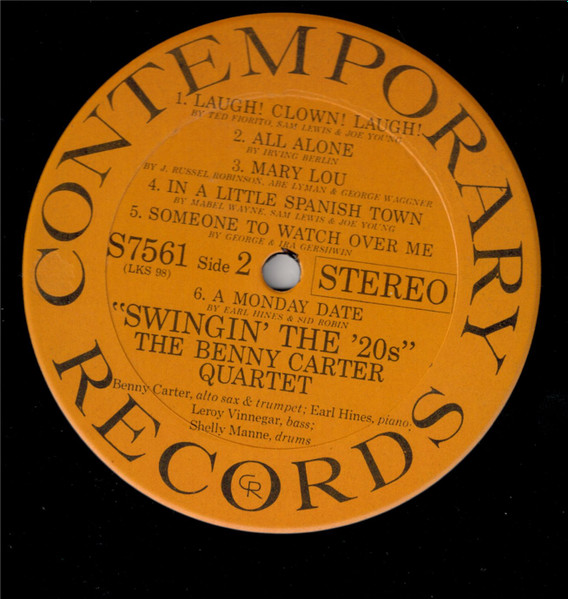 CONTEMPORARY RECORDS
1. LAUGH! CLOWN! LAUGH!
BY TED FIORITO, SAM LEWIS & JOE YOUNG
2. ALL ALONE
BY IRVING BERLIN
3. MARY LOU
BY J. RUSSEL ROBINSON, ABE LYMAN & GEORGE WAGGNER
4. IN A LITTLE SPANISH TOWN
BY MABEL WAYNE, SAM LEWIS & JOE YOUNG
5. SOMEONE TO WATCH OVER ME
BY GEORGE & IRA GERSHWIN
S7561 Side 2 STEREO
(LKS 98)
6. A MONDAY DATE
BY EARL HINES & SID ROBIN
"SWINGIN' THE '20s"
THE BENNY CARTER
QUARTET
Benny Carter, alto sax & trumpet; Earl Hines, piano;
Leroy Vinnegar, bass;
Shelly Manne, drums
CR